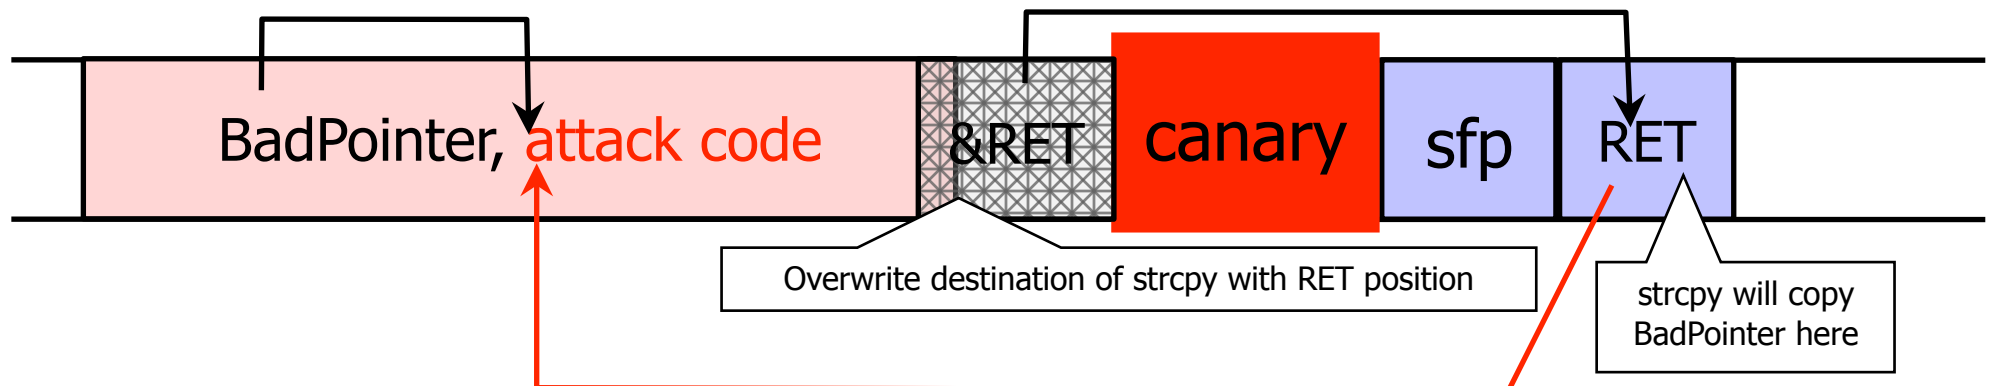 BadPointer, attack code
&RET
canary
sfp
RET
Overwrite destination of strcpy with RET position
strcpy will copy
BadPointer here